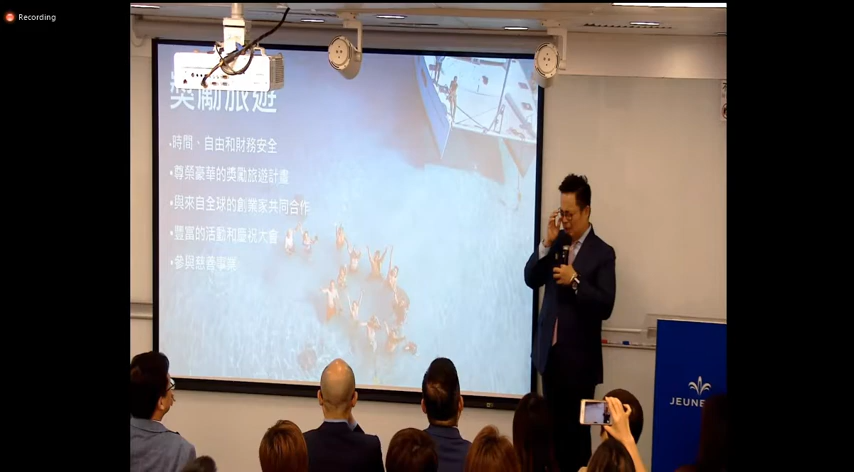 Recording
獎勵旅遊
•時間、自由和財務安全
•尊榮豪華的獎勵旅遊計畫
•與來自全球的創業家共同合作
•豐富的活動和慶祝大會
•參與慈善事業
JEUNE